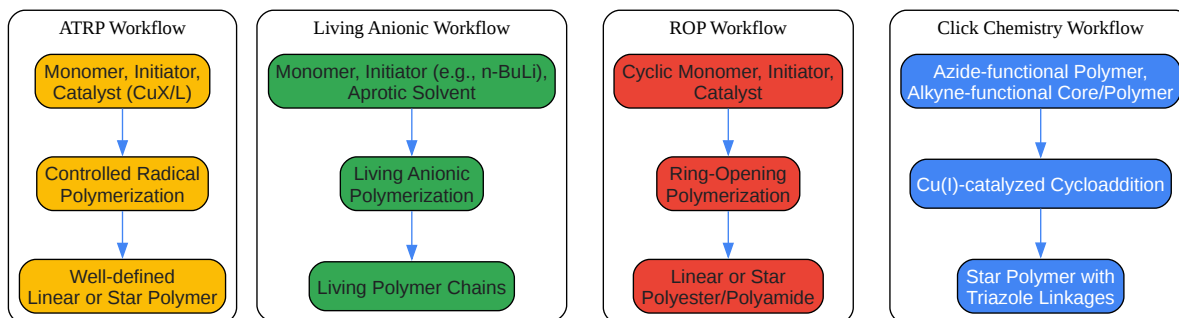 ATRP Workflow
Monomer, Initiator,
Catalyst (CuX/L)
Controlled Radical
Polymerization
Well-defined
Linear or Star Polymer
Living Anionic Workflow
Monomer, Initiator (e.g., n-BuLi),
Aprotic Solvent
Living Anionic
Polymerization
Living Polymer Chains
ROP Workflow
Cyclic Monomer, Initiator,
Catalyst
Ring-Opening
Polymerization
Linear or Star
Polyester/Polyamide
Click Chemistry Workflow
Azide-functional Polymer,
Alkyne-functional Core/Polymer
Cu(I)-catalyzed Cycloaddition
Star Polymer with
Triazole Linkages